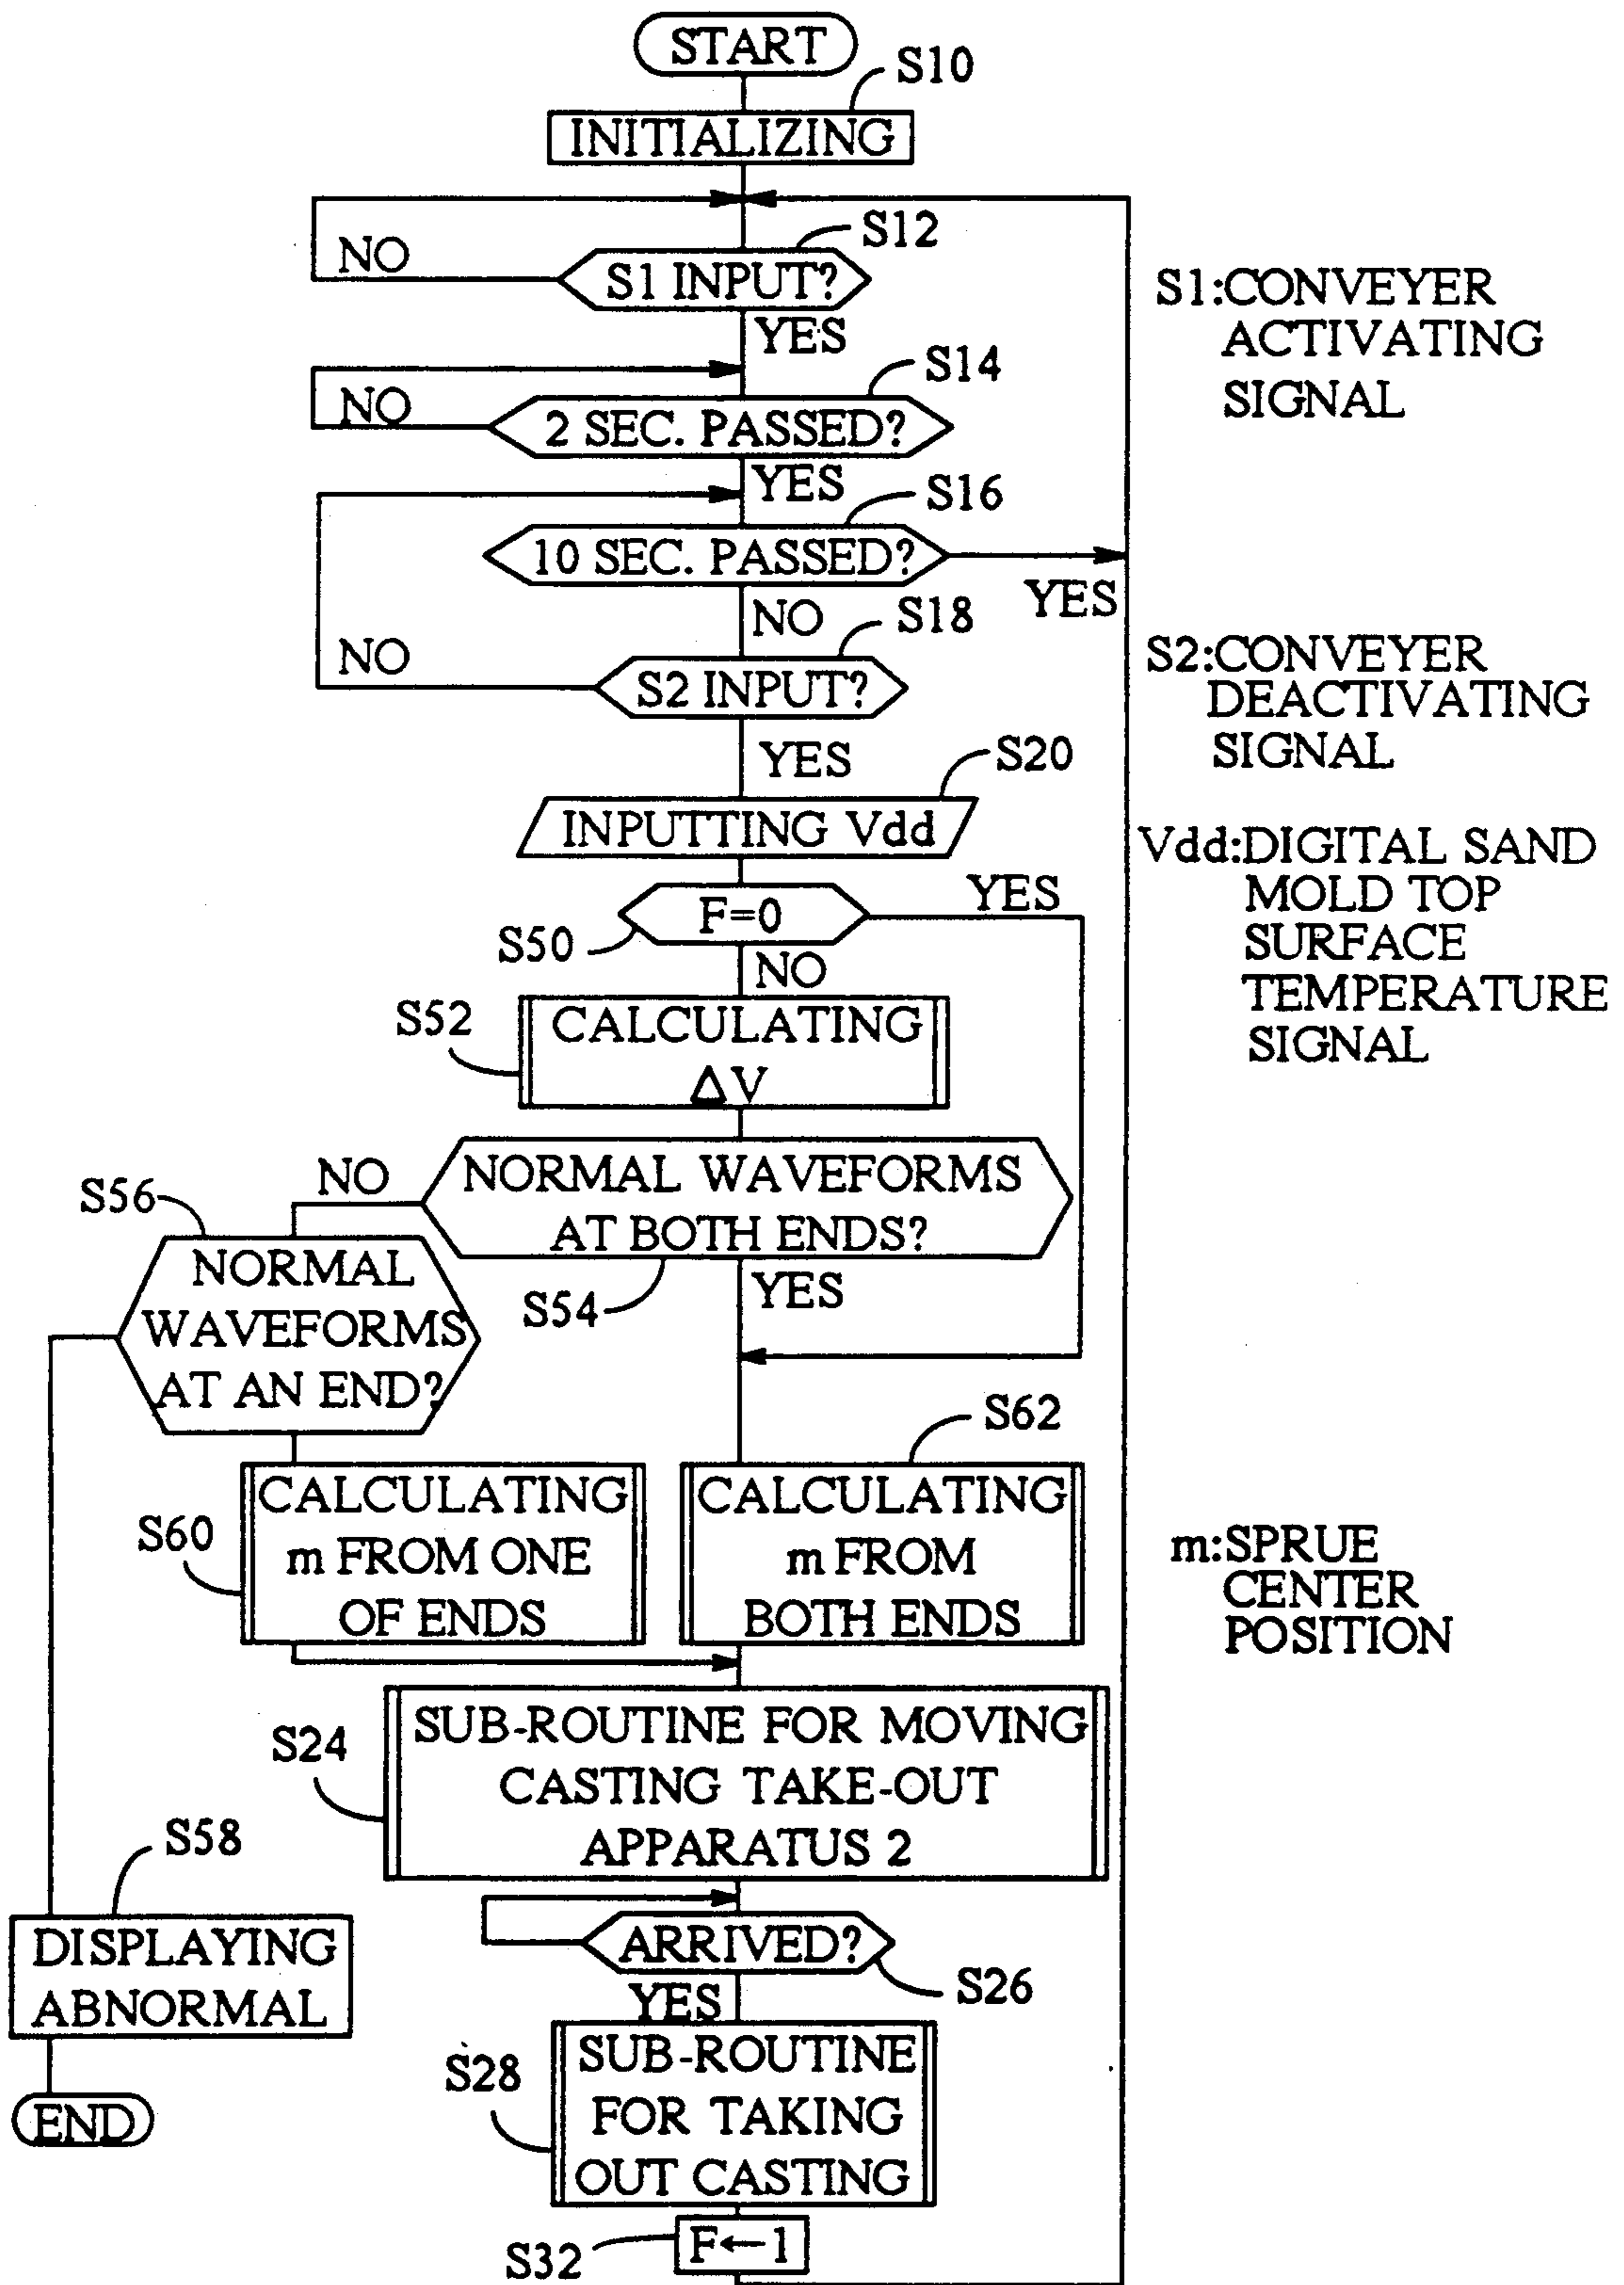 START
S10
INITIALIZING
S12
NO
S1 INPUT?
YES
S1:CONVEYER
ACTIVATING
SIGNAL
S14
NO
2 SEC. PASSED?
YES
S16
10 SEC. PASSED?
YES
NO
S18
NO
S2 INPUT?
S2:CONVEYER
DEACTIVATING
SIGNAL
YES
S20
INPUTTING Vdd
Vdd:DIGITAL SAND
MOLD TOP
SURFACE
TEMPERATURE
SIGNAL
YES
F=0
S50
NO
S52
CALCULATING
ΔV
NO
NORMAL WAVEFORMS
AT BOTH ENDS?
S54
YES
S56
NORMAL
WAVEFORMS
AT AN END?
S62
S60
CALCULATING
m FROM ONE
OF ENDS
CALCULATING
m FROM
BOTH ENDS
m:SPRUE
CENTER
POSITION
S24
SUB-ROUTINE FOR MOVING
CASTING TAKE-OUT
APPARATUS 2
S58
DISPLAYING
ABNORMAL
END
ARRIVED?
S26
YES
S28
SUB-ROUTINE
FOR TAKING
OUT CASTING
S32
F←1